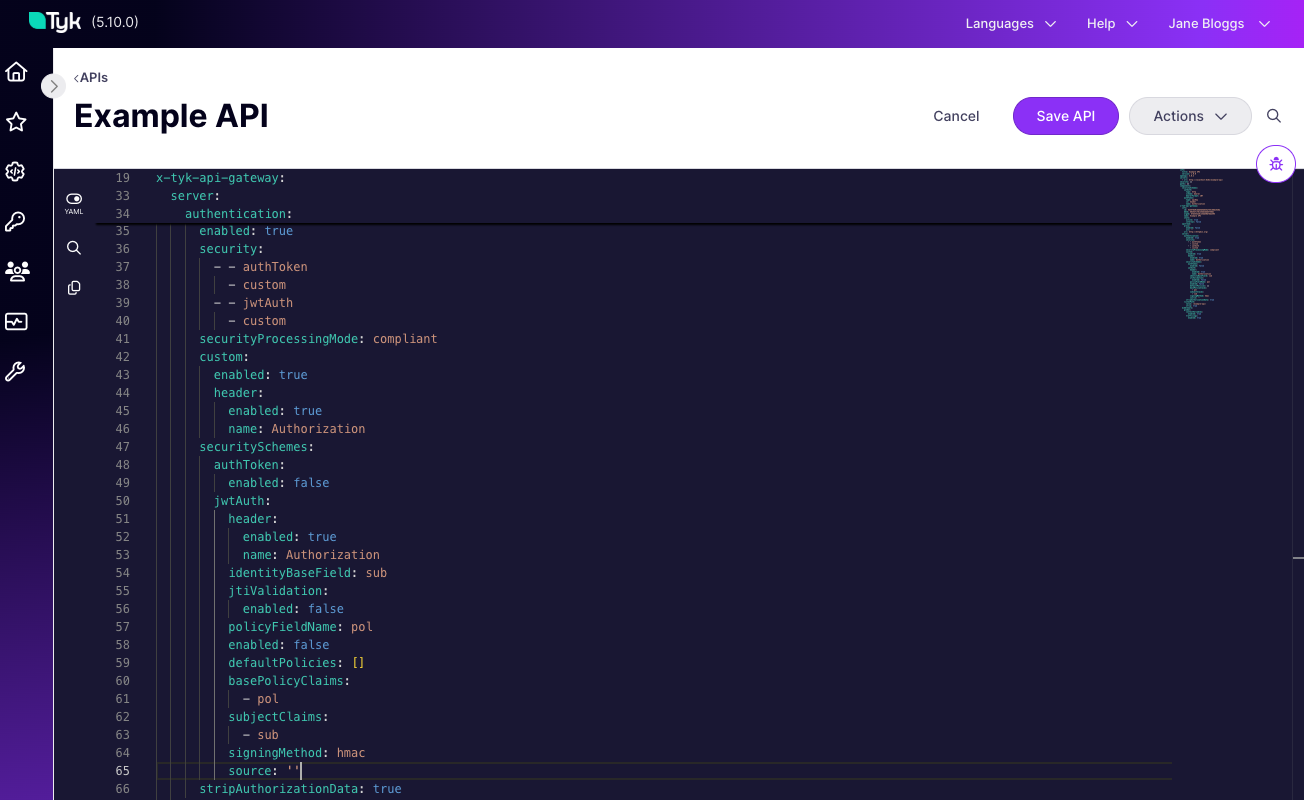 Tyk (5.10.0) Languages Help Jane Bloggs
‹APIs
Example API
Cancel Save API Actions
YAML
19 x-tyk-api-gateway:
33 server:
34 authentication:
35 enabled: true
36 security:
37 - - authToken
38 - custom
39 - - jwtAuth
40 - custom
41 securityProcessingMode: compliant
42 custom:
43 enabled: true
44 header:
45 enabled: true
46 name: Authorization
47 securitySchemes:
48 authToken:
49 enabled: false
50 jwtAuth:
51 header:
52 enabled: true
53 name: Authorization
54 identityBaseField: sub
55 jtiValidation:
56 enabled: false
57 policyFieldName: pol
58 enabled: false
59 defaultPolicies: []
60 basePolicyClaims:
61 - pol
62 subjectClaims:
63 - sub
64 signingMethod: hmac
65 source: ''
66 stripAuthorizationData: true